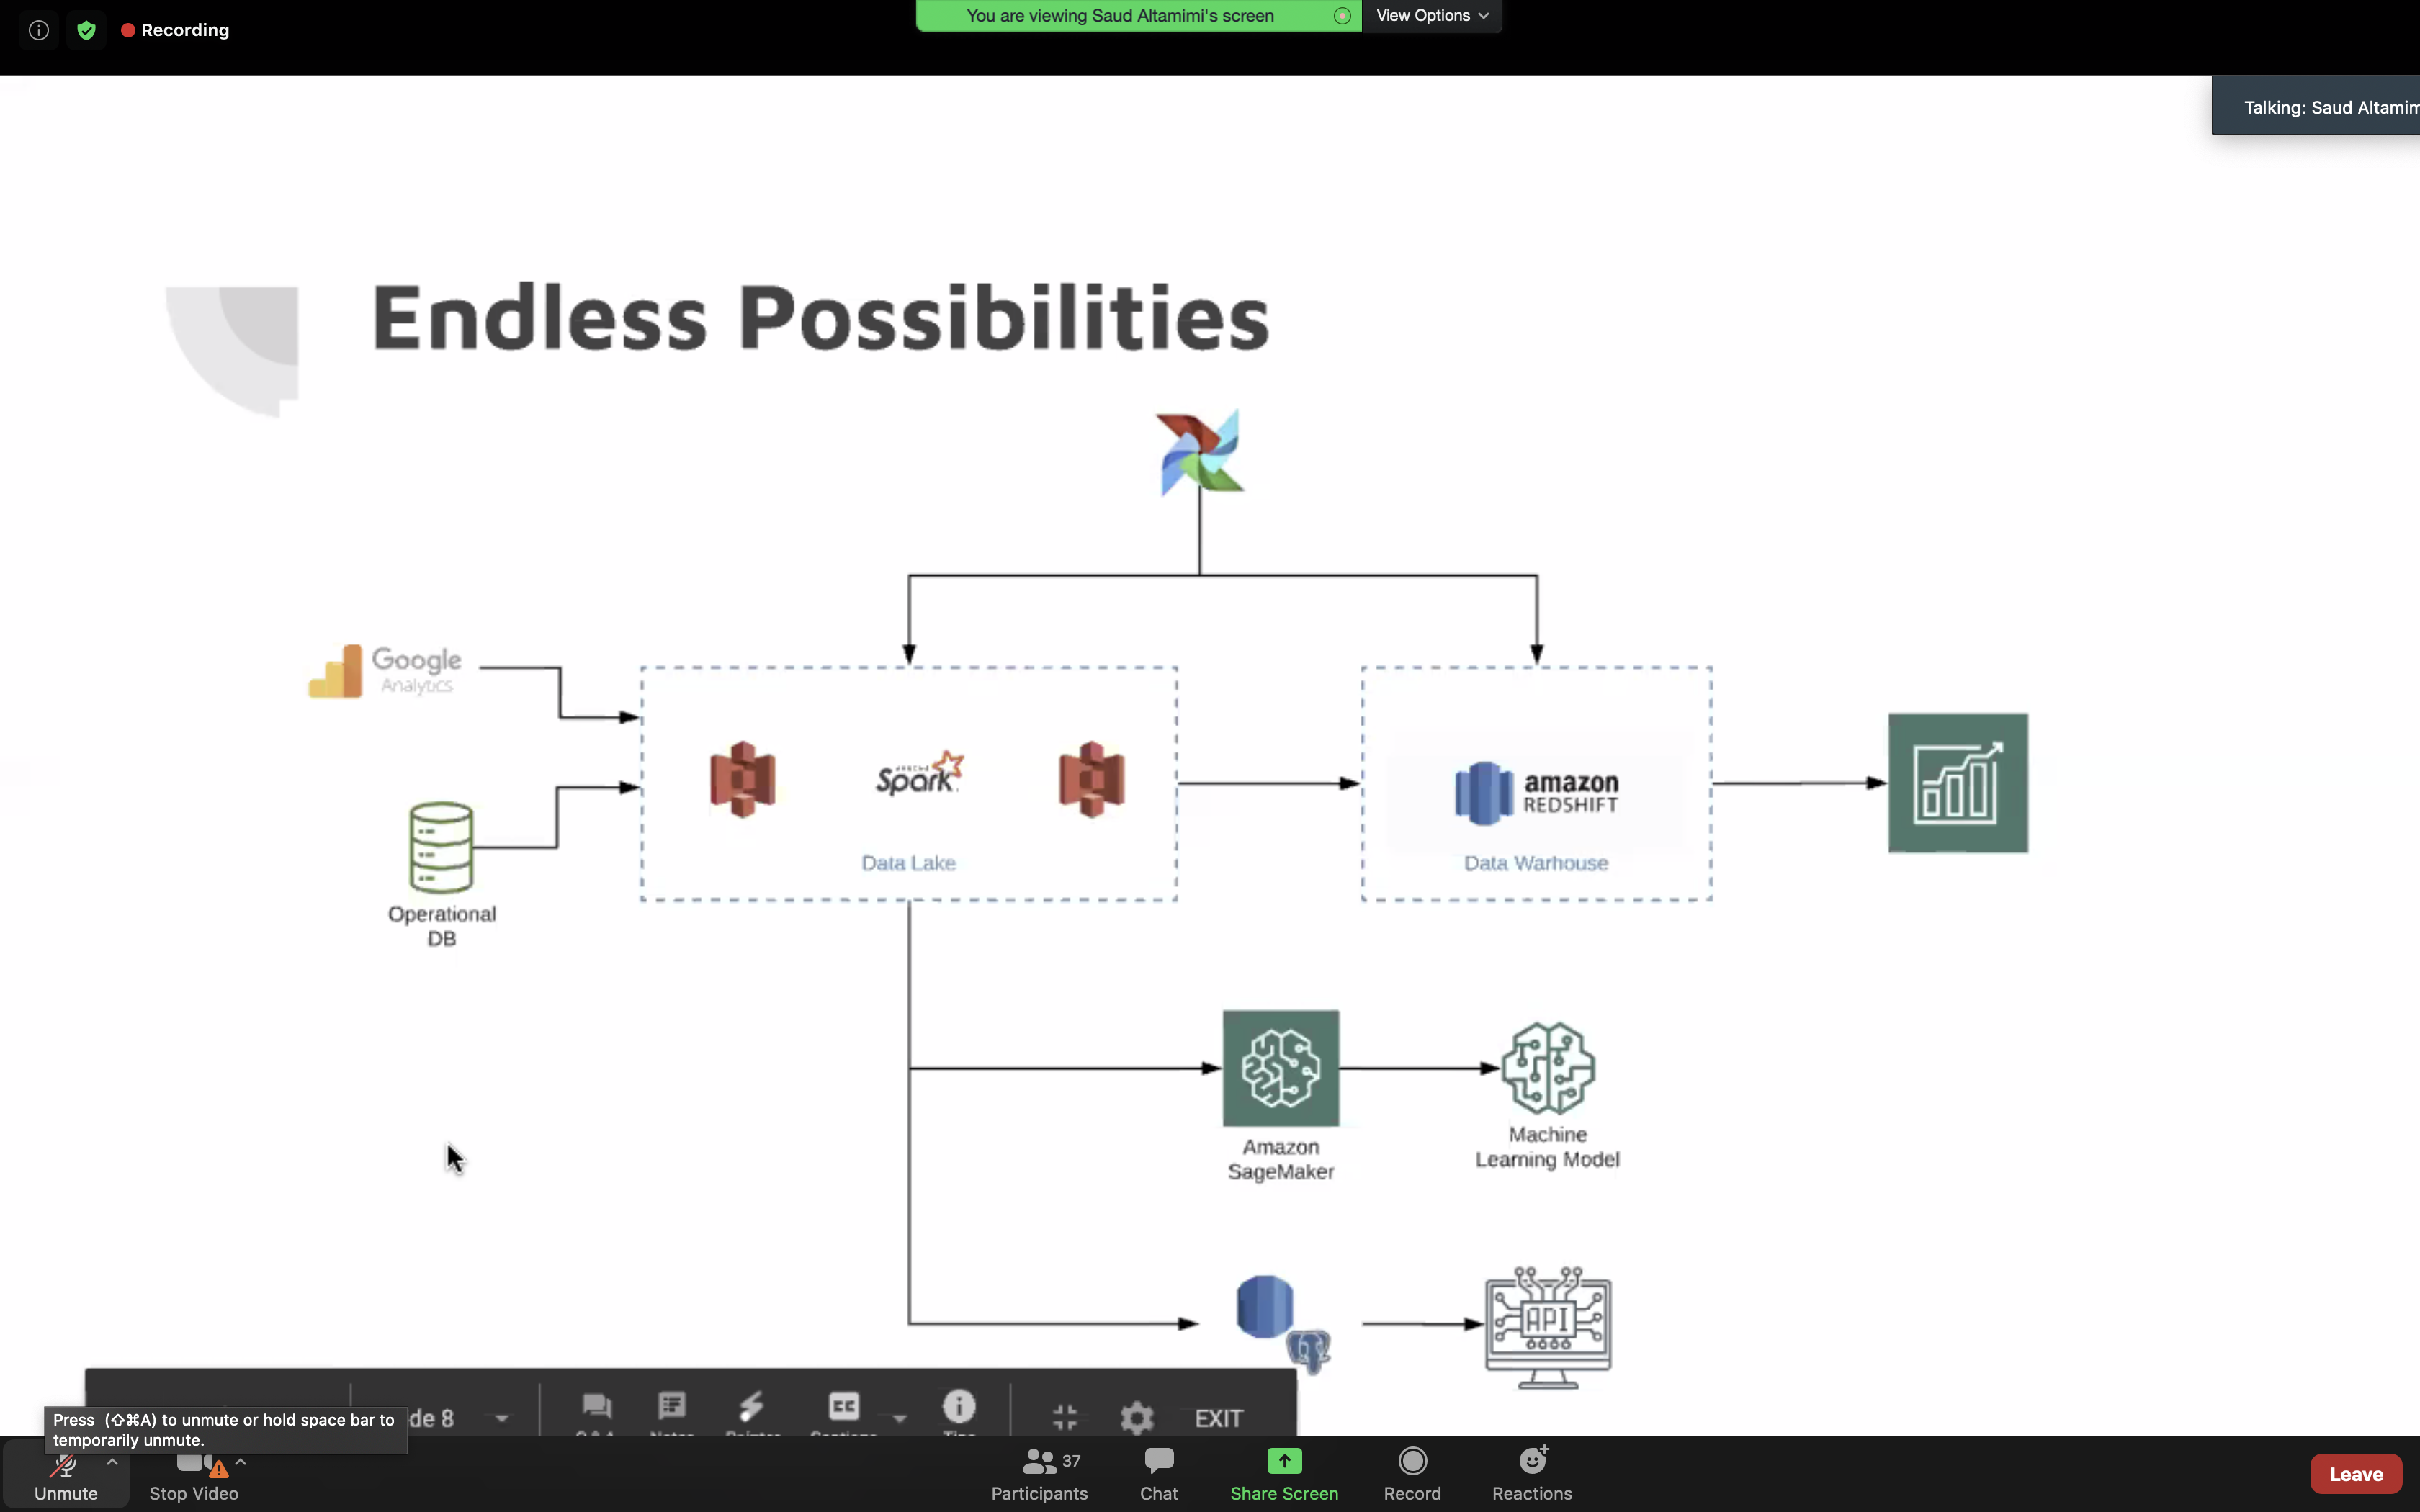 Recording
You are viewing Saud Altamimi's screen
View Options
Talking: Saud Altamim
Endless Possibilities
Google
Analytics
Operational
DB
APACHE
Spark
Data Lake
amazon
REDSHIFT
Data Warhouse
Amazon
SageMaker
Machine
Learning Model
API
de 8
CC
EXIT
Press (⇧⌘A) to unmute or hold space bar to
temporarily unmute.
Unmute
Stop Video
37
Participants
Chat
Share Screen
Record
Reactions
Leave